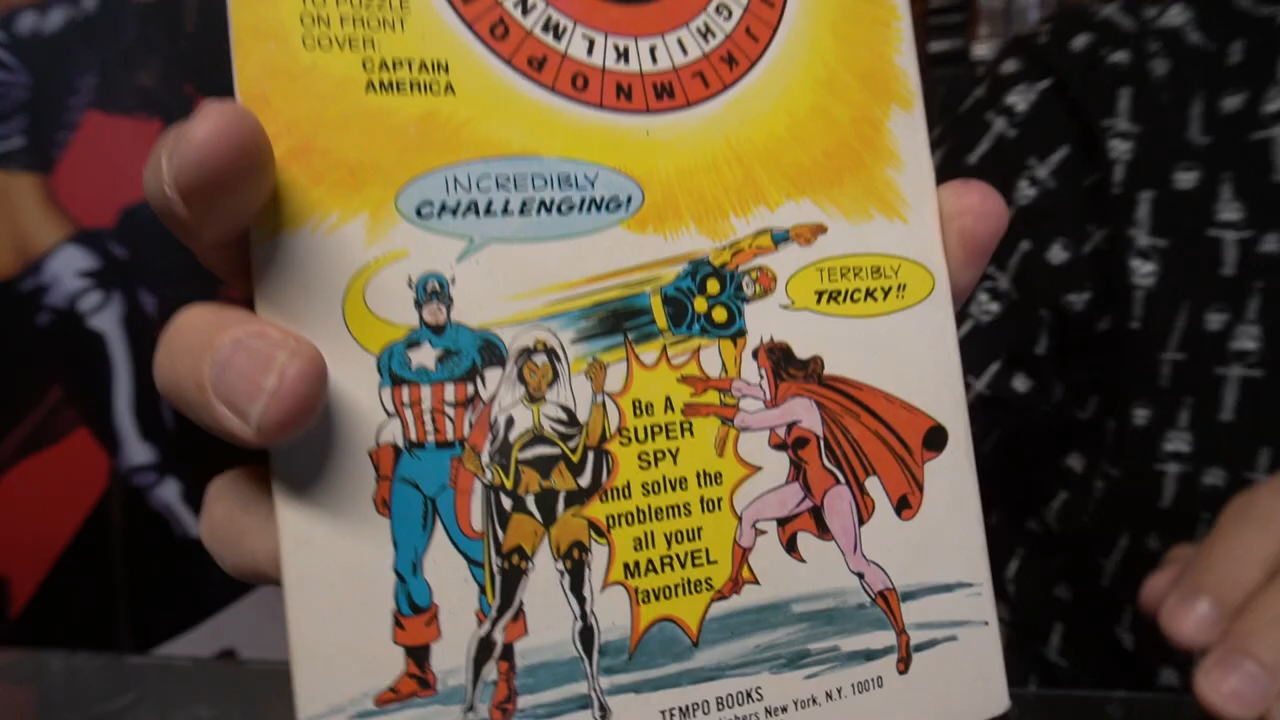 TO PUZZLE
ON FRONT
COVER:
CAPTAIN
AMERICA
Q P O N M L K J
N M L K J I H G
INCREDIBLY
CHALLENGING!
TERRIBLY
TRICKY!!
Be A
SUPER
SPY
and solve the
problems for
all your
MARVEL
favorites
TEMPO BOOKS
New York, N.Y. 10010